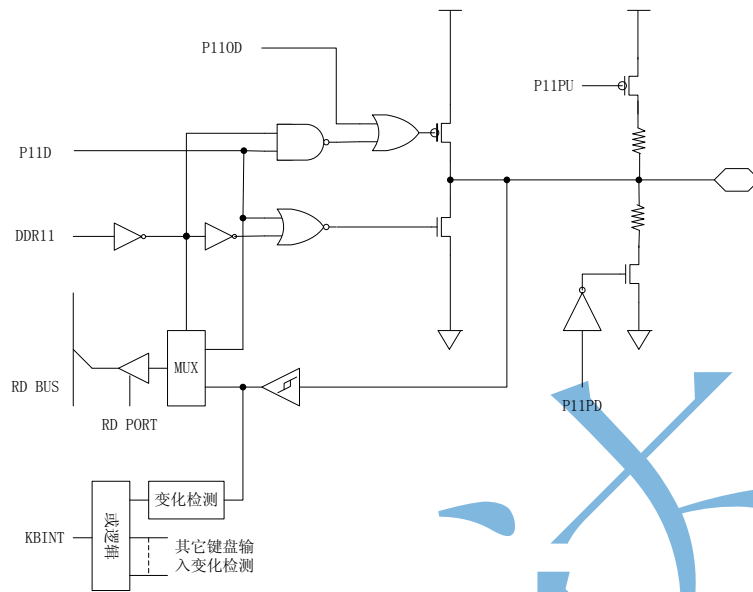 P11OD
P11PU
P11D
DDR11
MUX
RD BUS
RD PORT
P11PD
变化检测
或逻辑
KBINT
其它键盘输
入变化检测